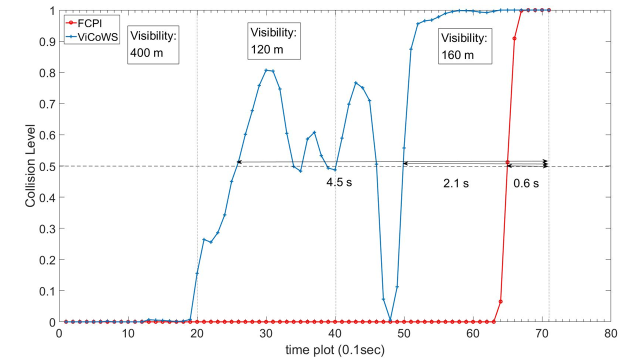 FCPI
ViCoWS
Visibility:
400 m
Visibility:
120 m
Visibility:
160 m
4.5 s
2.1 s
0.6 s
Collision Level
1
0.9
0.8
0.7
0.6
0.5
0.4
0.3
0.2
0.1
0
0 10 20 30 40 50 60 70 80
time plot (0.1sec)